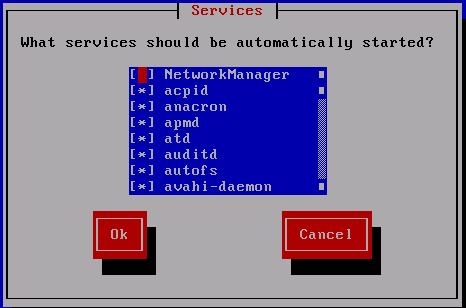 Services
What services should be automatically started?
[ ] NetworkManager
[*] acpid
[*] anacron
[*] apmd
[*] atd
[*] auditd
[*] autofs
[*] avahi-daemon
Ok Cancel